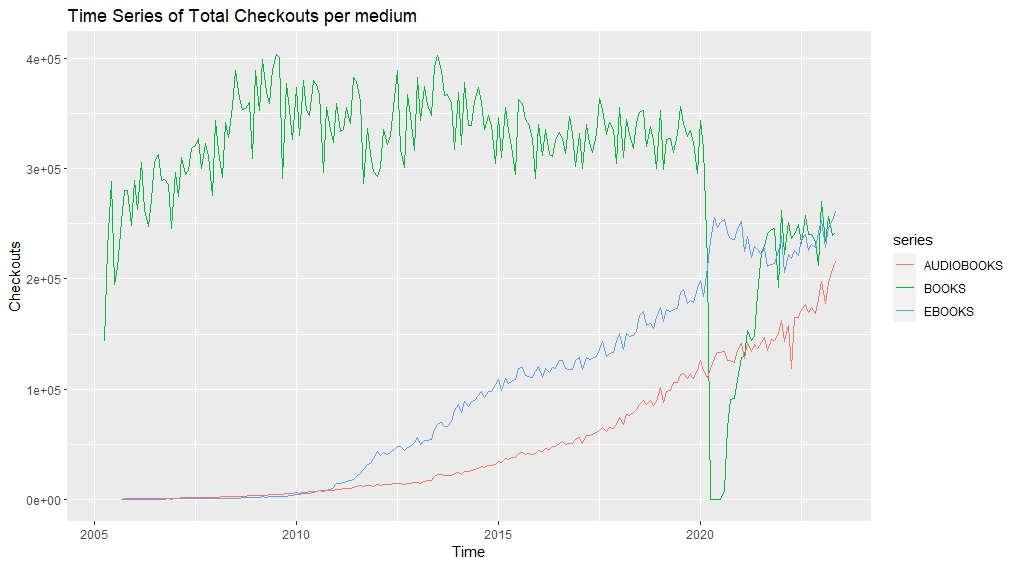 Time Series of Total Checkouts per medium
4e+05
3e+05
2e+05
1e+05
0e+00
Checkouts
2005 2010 2015 2020
Time
series
AUDIOBOOKS
BOOKS
EBOOKS